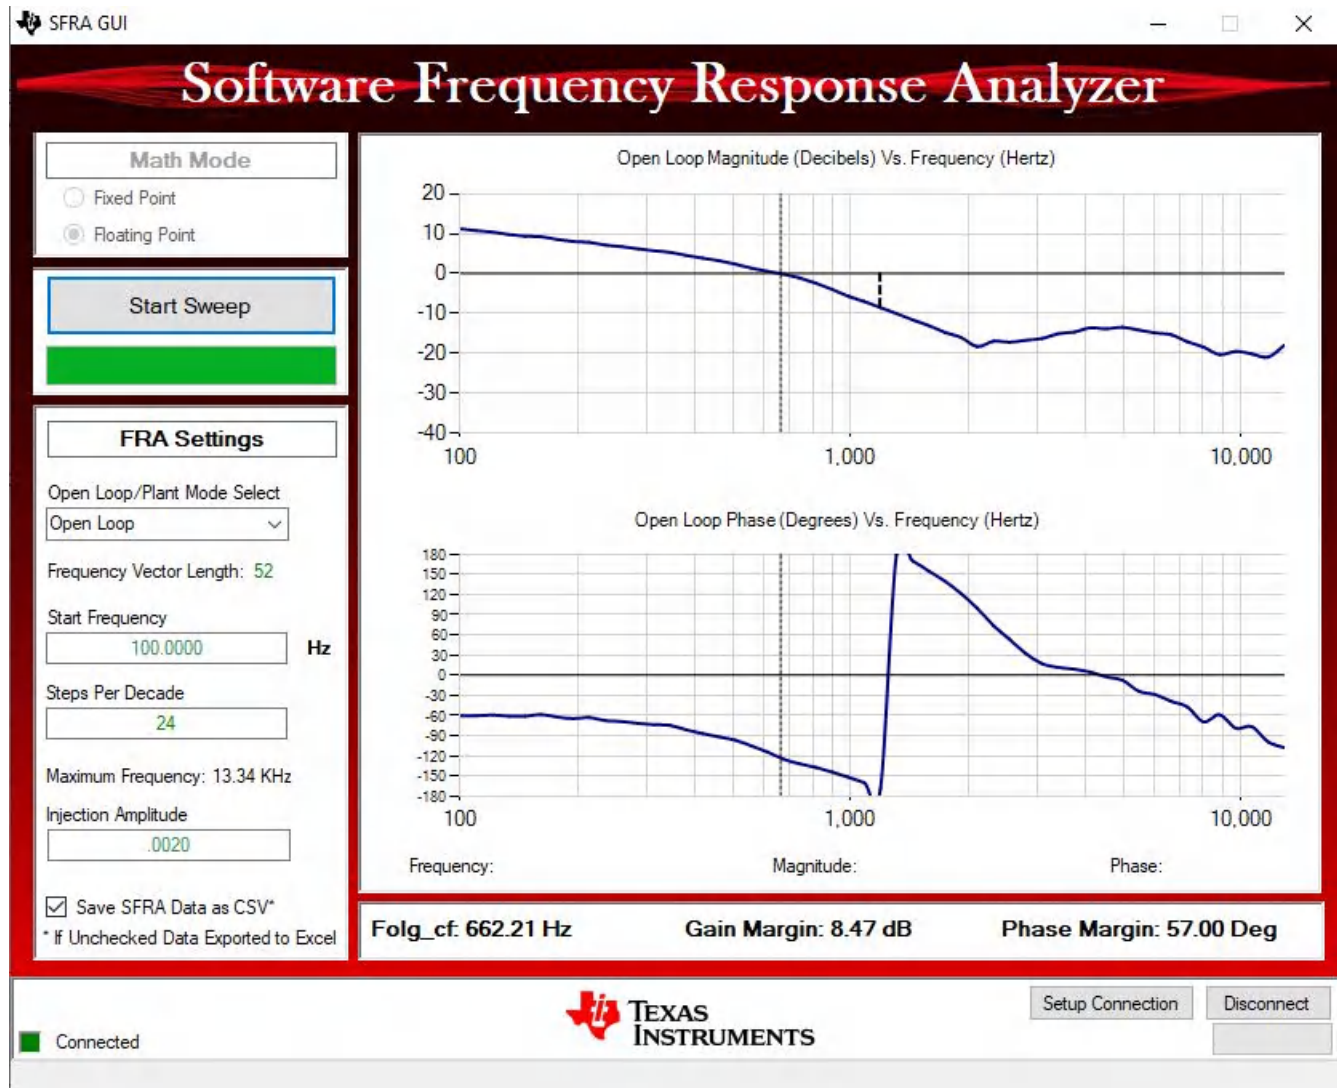 SFRA GUI
Software Frequency Response Analyzer
Math Mode
Fixed Point
Floating Point
Start Sweep
FRA Settings
Open Loop/Plant Mode Select
Open Loop
Frequency Vector Length: 52
Start Frequency
100.0000 Hz
Steps Per Decade
24
Maximum Frequency: 13.34 KHz
Injection Amplitude
.0020
Save SFRA Data as CSV*
* If Unchecked Data Exported to Excel
Open Loop Magnitude (Decibels) Vs. Frequency (Hertz)
20
10
0
-10
-20
-30
-40
100 1,000 10,000
Open Loop Phase (Degrees) Vs. Frequency (Hertz)
180
150
120
90
60
30
0
-30
-60
-90
-120
-150
-180
100 1,000 10,000
Frequency: Magnitude: Phase:
Folg_cf: 662.21 Hz Gain Margin: 8.47 dB Phase Margin: 57.00 Deg
Connected
TEXAS
INSTRUMENTS
Setup Connection Disconnect